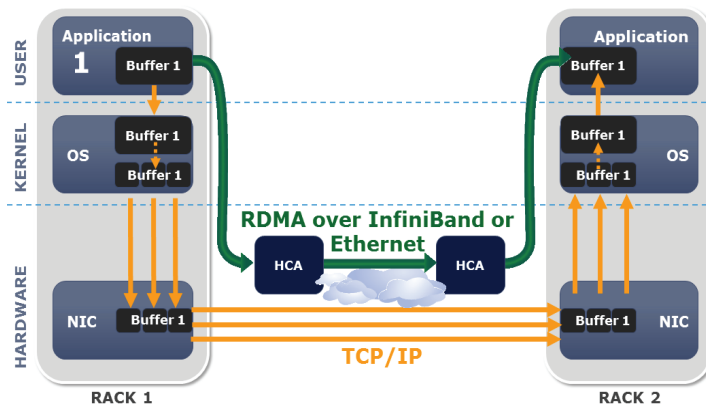 USER
KERNEL
HARDWARE
Application
1
Buffer 1
OS
Buffer 1
Buffer 1
NIC
Buffer 1
RACK 1
RDMA over InfiniBand or
Ethernet
HCA
HCA
TCP/IP
Application
Buffer 1
Buffer 1
OS
Buffer 1
Buffer 1
NIC
RACK 2